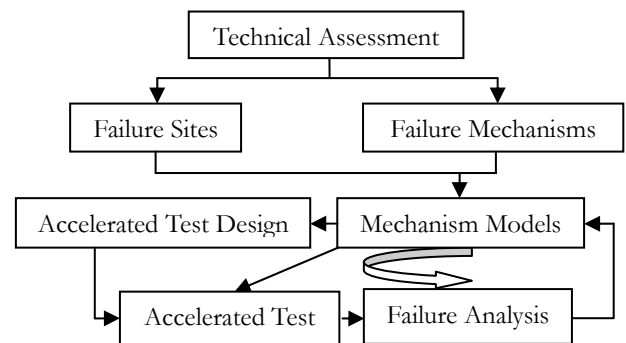 Technical Assessment
Failure Sites
Failure Mechanisms
Accelerated Test Design
Mechanism Models
Accelerated Test
Failure Analysis